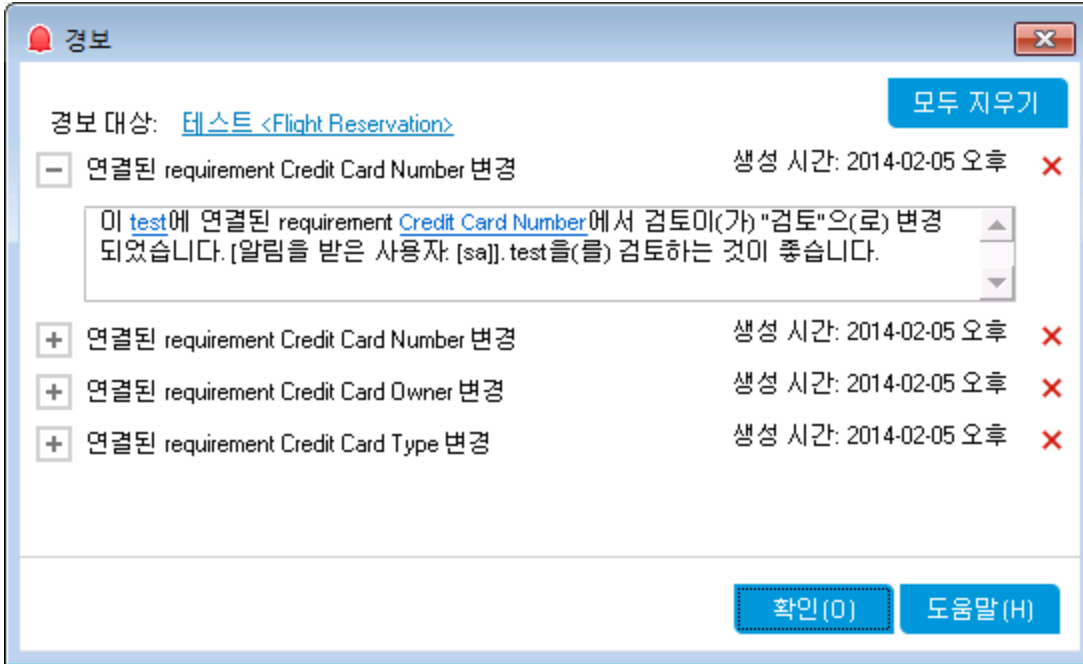 경보
모두 지우기
경보 대상: 테스트 <Flight Reservation>
연결된 requirement Credit Card Number 변경 생성 시간: 2014-02-05 오후
이 test에 연결된 requirement Credit Card Number에서 검토이(가) "검토"으(로) 변경
되었습니다. [알림을 받은 사용자: [sa]]. test을(를) 검토하는 것이 좋습니다.
연결된 requirement Credit Card Number 변경 생성 시간: 2014-02-05 오후
연결된 requirement Credit Card Owner 변경 생성 시간: 2014-02-05 오후
연결된 requirement Credit Card Type 변경 생성 시간: 2014-02-05 오후
확인(O) 도움말(H)